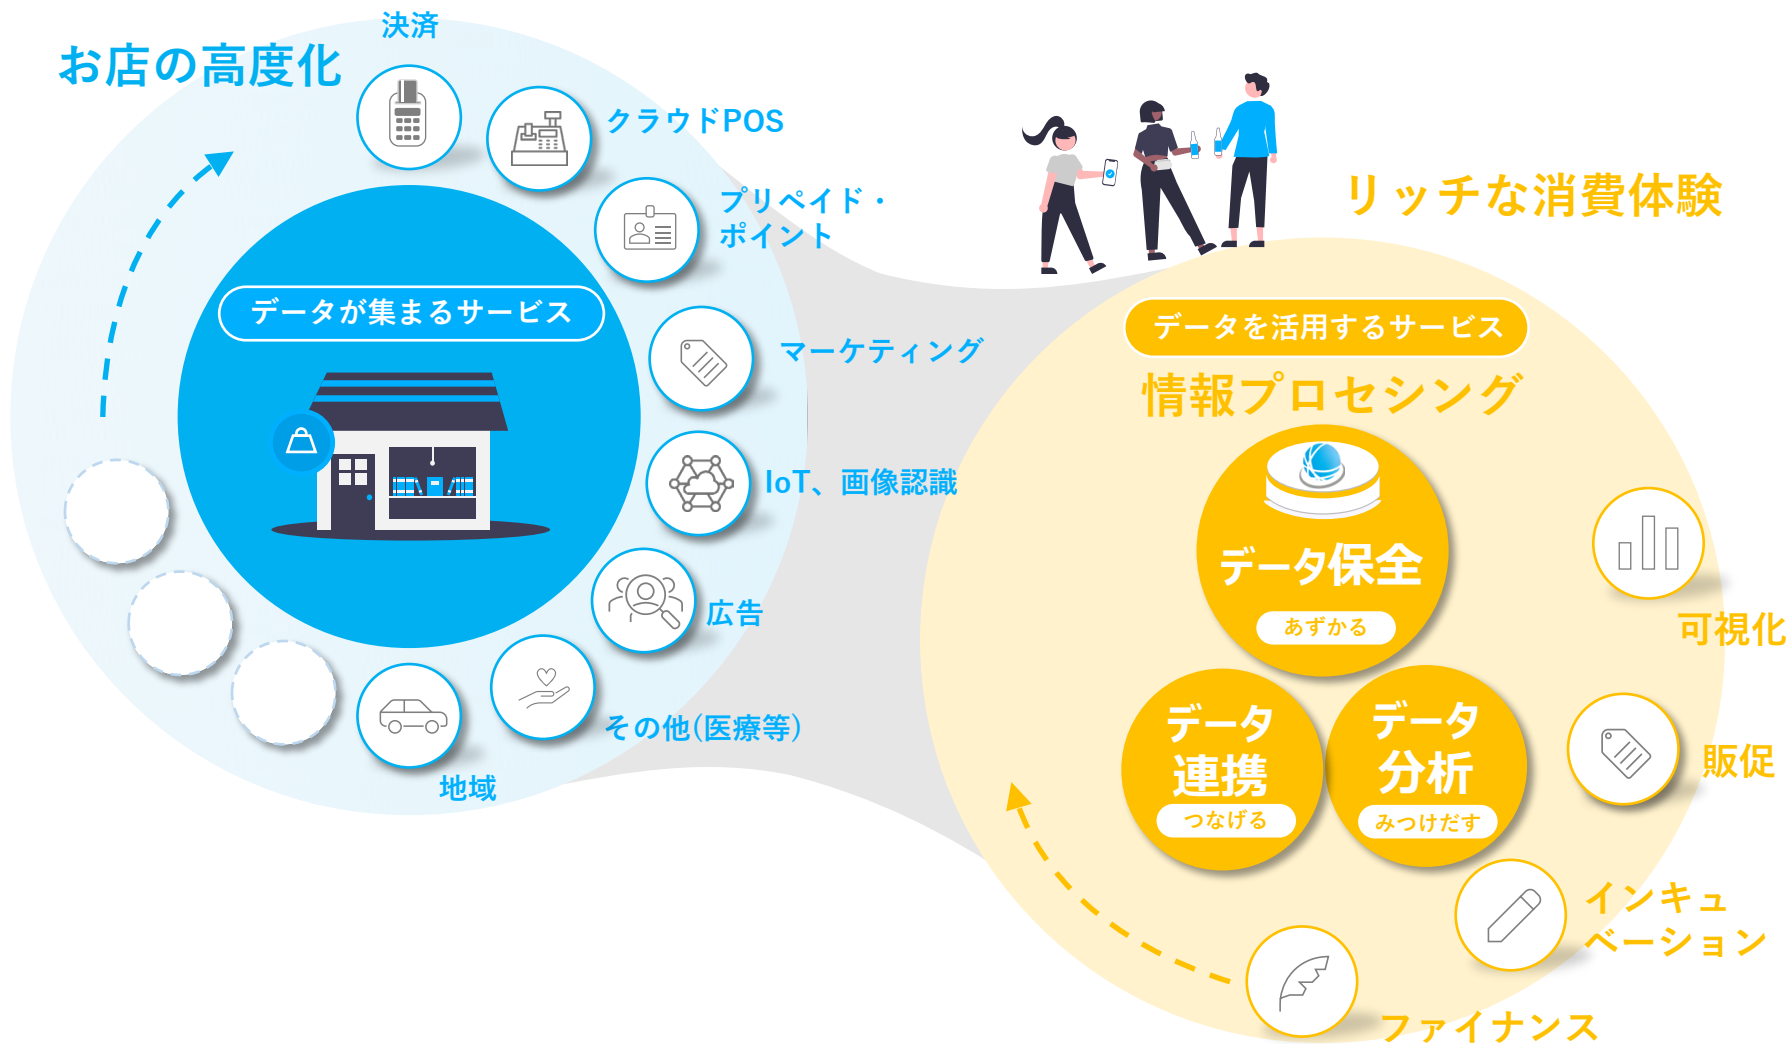 お店の高度化
決済
クラウドPOS
プリペイド・
ポイント
マーケティング
IoT、画像認識
広告
その他(医療等)
地域
データが集まるサービス
リッチな消費体験
データを活用するサービス
情報プロセシング
データ保全
あずかる
データ
連携
つなげる
データ
分析
みつけだす
可視化
販促
インキュ
ベーション
ファイナンス